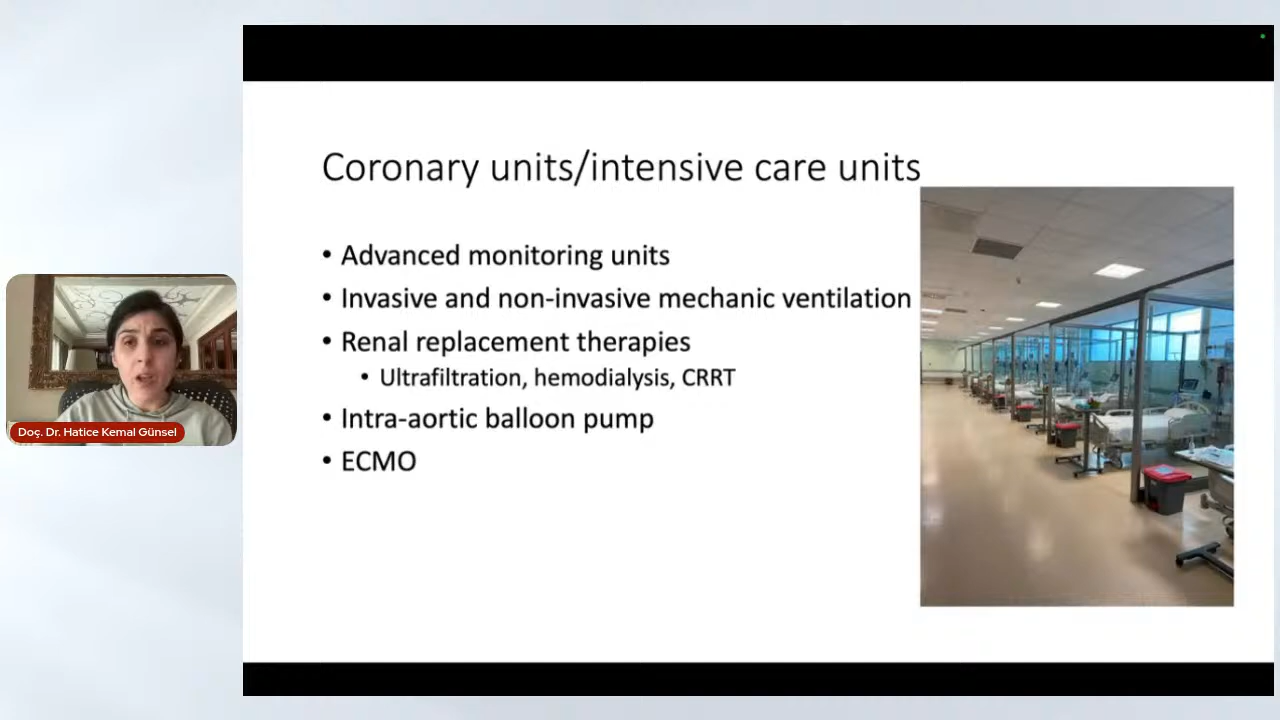 Coronary units/intensive care units
• Advanced monitoring units
• Invasive and non-invasive mechanic ventilation
• Renal replacement therapies
• Ultrafiltration, hemodialysis, CRRT
• Intra-aortic balloon pump
• ECMO
Doç. Dr. Hatice Kemal Günsel